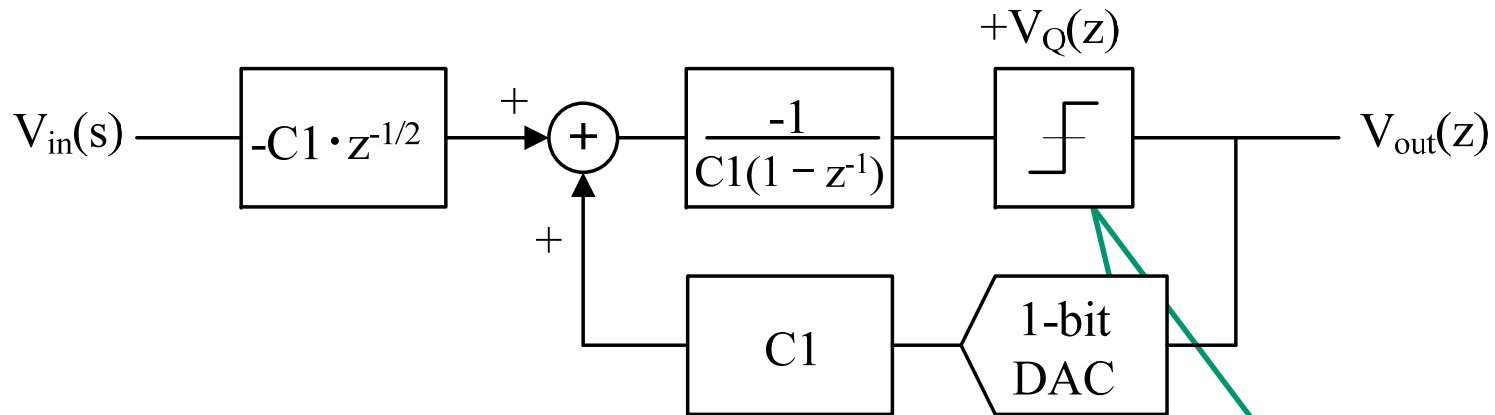 +V_Q(z)
V_in(s)
-C1·z^-1/2
+
+
-1
C1(1 − z^-1)
V_out(z)
+
C1
1-bit
DAC